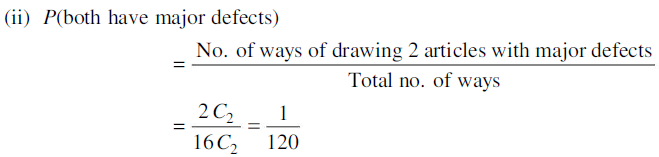 (ii) P(both have major defects)
= No. of ways of drawing 2 articles with major defects / Total no. of ways
= 2C₂ / 16C₂ = 1 / 120